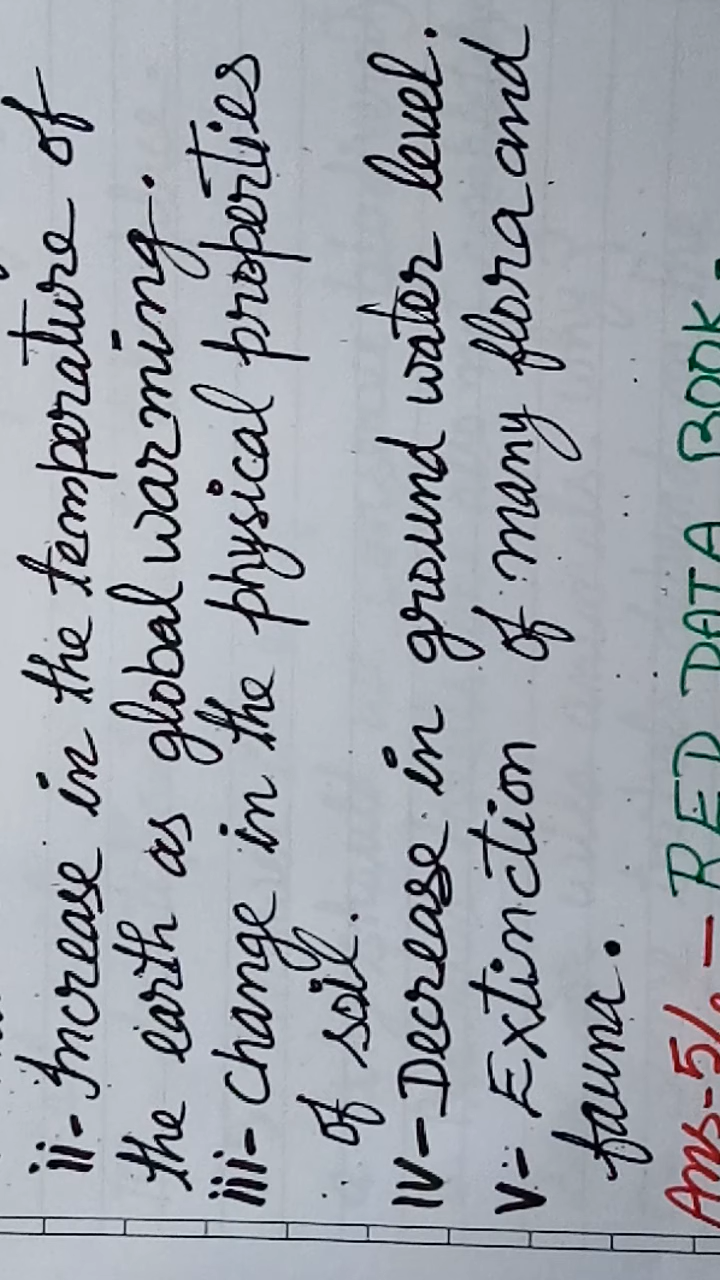 ii- Increase in the temperature of
the earth as global warming.
iii- change in the physical properties
of soil.
iv- Decrease in ground water level.
v- Extinction of many flora and
fauna.
Ans-5/- RED DATA BOOK-